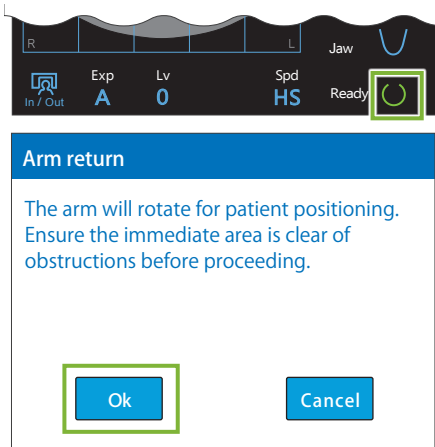 R L Jaw
Exp Lv Spd
In / Out A 0 HS Ready
Arm return
The arm will rotate for patient positioning.
Ensure the immediate area is clear of
obstructions before proceeding.
Ok Cancel